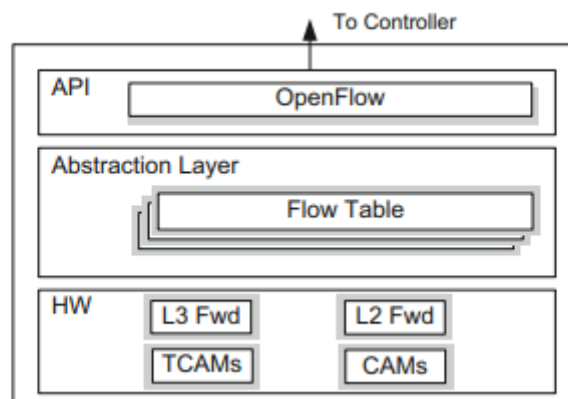 To Controller
API
OpenFlow
Abstraction Layer
Flow Table
HW
L3 Fwd
L2 Fwd
TCAMs
CAMs